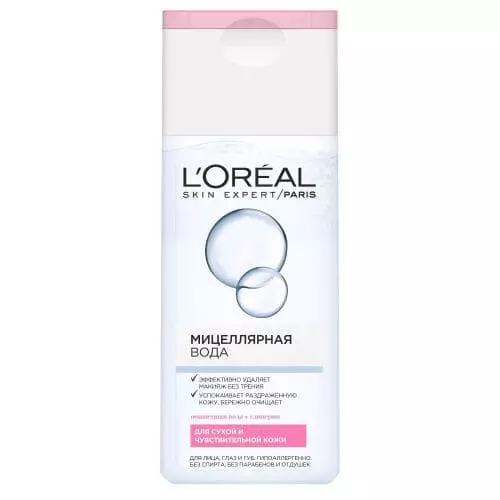 L'ORÉAL
SKIN EXPERT/PARIS
МИЦЕЛЛЯРНАЯ
ВОДА
✓ ЭФФЕКТИВНО УДАЛЯЕТ
МАКИЯЖ БЕЗ ТРЕНИЯ
✓ УСПОКАИВАЕТ РАЗДРАЖЕННУЮ
КОЖУ, БЕРЕЖНО ОЧИЩАЕТ
ДЛЯ СУХОЙ И
ЧУВСТВИТЕЛЬНОЙ КОЖИ
ДЛЯ ЛИЦА, ГЛАЗ И ГУБ. ГИПОАЛЛЕРГЕННО.
БЕЗ СПИРТА, БЕЗ ПАРАБЕНОВ И ОТДУШЕК.